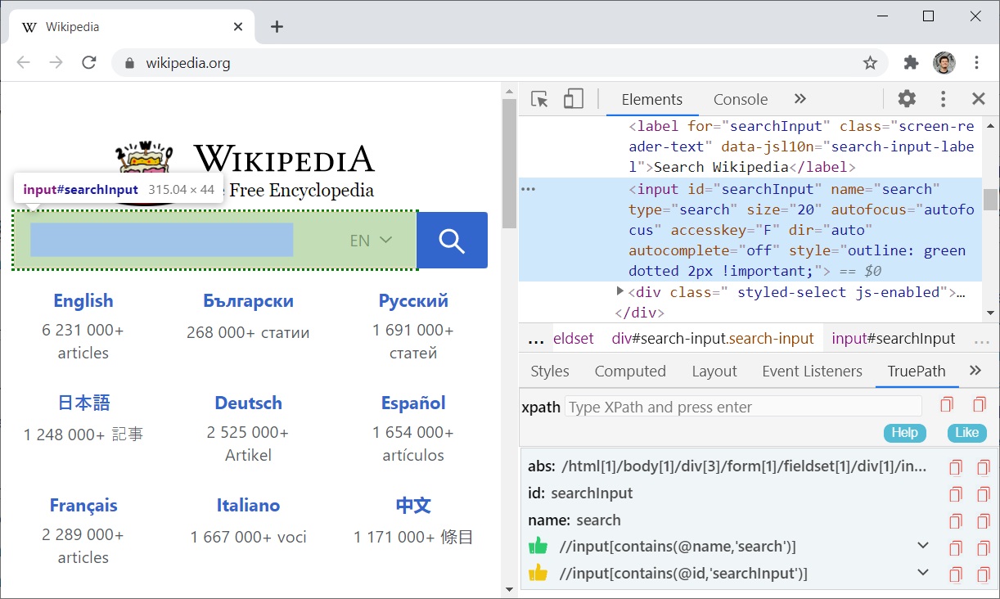 Wikipedia
wikipedia.org
2 W 0
WIKIPEDIA
Free Encyclopedia
input#searchInput 315.04 × 44
EN
English
6 231 000+
articles
Български
268 000+ статии
Русский
1 691 000+
статей
日本語
1 248 000+ 記事
Deutsch
2 525 000+
Artikel
Español
1 654 000+
artículos
Français
2 289 000+
articles
Italiano
1 667 000+ voci
中文
1 171 000+ 條目
Elements Console
<label for="searchInput" class="screen-re
ader-text" data-jsl10n="search-input-labe
l">Search Wikipedia</label>
<input id="searchInput" name="search"
type="search" size="20" autofocus="autofo
cus" accesskey="F" dir="auto"
autocomplete="off" style="outline: green
dotted 2px !important;"> == $0
<div class=" styled-select js-enabled">…
</div>
... eldset div#search-input.search-input input#searchInput ...
Styles Computed Layout Event Listeners TruePath
xpath Type XPath and press enter
Help Like
abs: /html[1]/body[1]/div[3]/form[1]/fieldset[1]/div[1]/in...
id: searchInput
name: search
//input[contains(@name,'search')]
//input[contains(@id,'searchInput')]